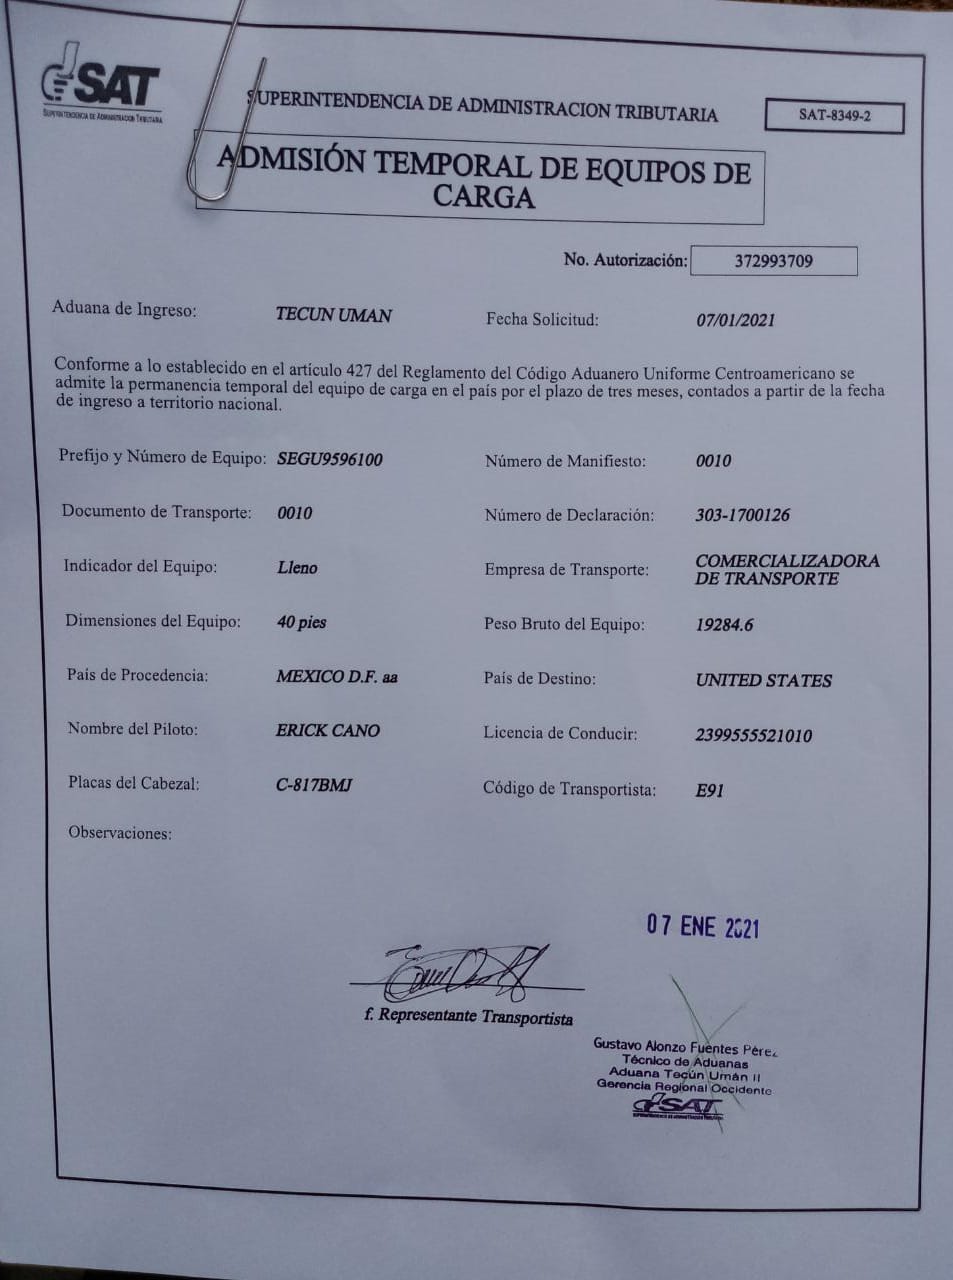 SAT
SUPERINTENDENCIA DE ADMINISTRACION TRIBUTARIA
SUPERINTENDENCIA DE ADMINISTRACION TRIBUTARIA
SAT-8349-2
ADMISIÓN TEMPORAL DE EQUIPOS DE
CARGA
No. Autorización: 372993709
Aduana de Ingreso: TECUN UMAN Fecha Solicitud: 07/01/2021
Conforme a lo establecido en el artículo 427 del Reglamento del Código Aduanero Uniforme Centroamericano se
admite la permanencia temporal del equipo de carga en el país por el plazo de tres meses, contados a partir de la fecha
de ingreso a territorio nacional.
Prefijo y Número de Equipo: SEGU9596100 Número de Manifiesto: 0010
Documento de Transporte: 0010 Número de Declaración: 303-1700126
Indicador del Equipo: Lleno Empresa de Transporte: COMERCIALIZADORA
DE TRANSPORTE
Dimensiones del Equipo: 40 pies Peso Bruto del Equipo: 19284.6
País de Procedencia: MEXICO D.F. aa País de Destino: UNITED STATES
Nombre del Piloto: ERICK CANO Licencia de Conducir: 2399555521010
Placas del Cabezal: C-817BMJ Código de Transportista: E91
Observaciones:
07 ENE 2021
f. Representante Transportista
Gustavo Alonzo Fuentes Pérez
Técnico de Aduanas
Aduana Tecún Umán II
Gerencia Regional Occidente
SAT